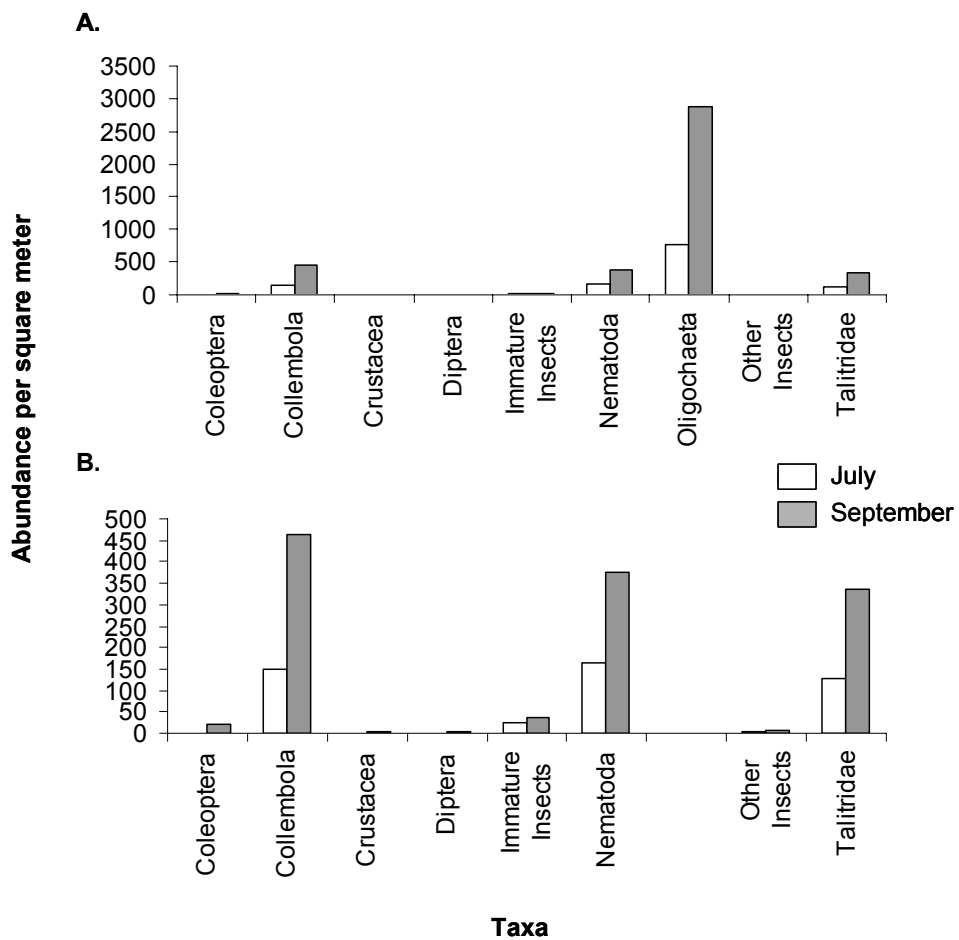 A.
Abundance per square meter
3500
3000
2500
2000
1500
1000
500
0
Coleoptera
Collembola
Crustacea
Diptera
Immature
Insects
Nematoda
Oligochaeta
Other
Insects
Talitridae
B.
July
September
500
450
400
350
300
250
200
150
100
50
0
Coleoptera
Collembola
Crustacea
Diptera
Immature
Insects
Nematoda
Other
Insects
Talitridae
Taxa